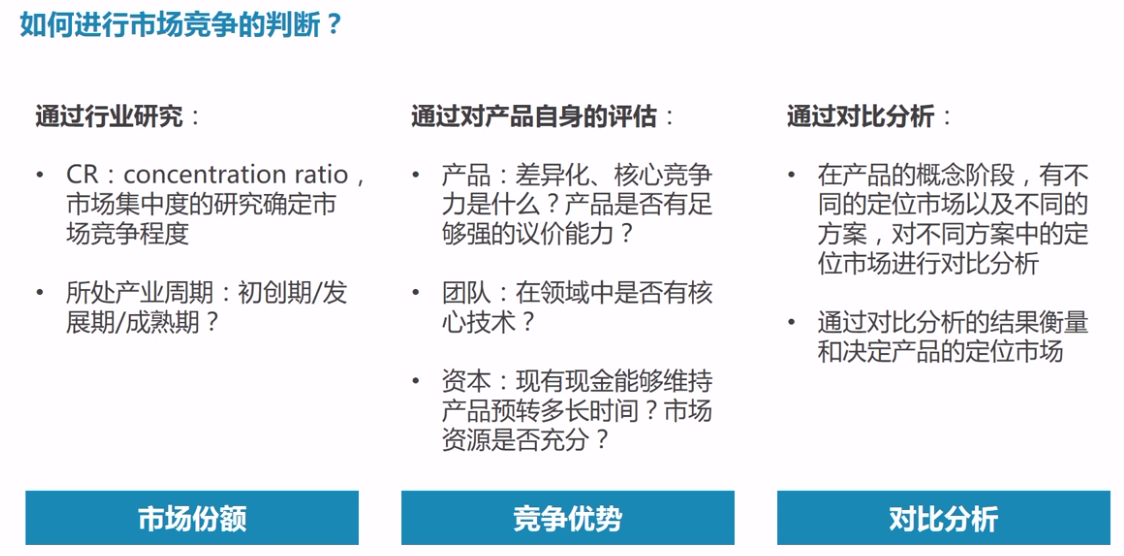 如何进行市场竞争的判断？
通过行业研究：
• CR：concentration ratio，
市场集中度的研究确定市
场竞争程度
• 所处产业周期：初创期/发
展期/成熟期？
市场份额
通过对产品自身的评估：
• 产品：差异化、核心竞争
力是什么？产品是否有足
够强的议价能力？
• 团队：在领域中是否有核
心技术？
• 资本：现有现金能够维持
产品预转多长时间？市场
资源是否充分？
竞争优势
通过对比分析：
• 在产品的概念阶段，有不
同的定位市场以及不同的
方案，对不同方案中的定
位市场进行对比分析
• 通过对比分析的结果衡量
和决定产品的定位市场
对比分析